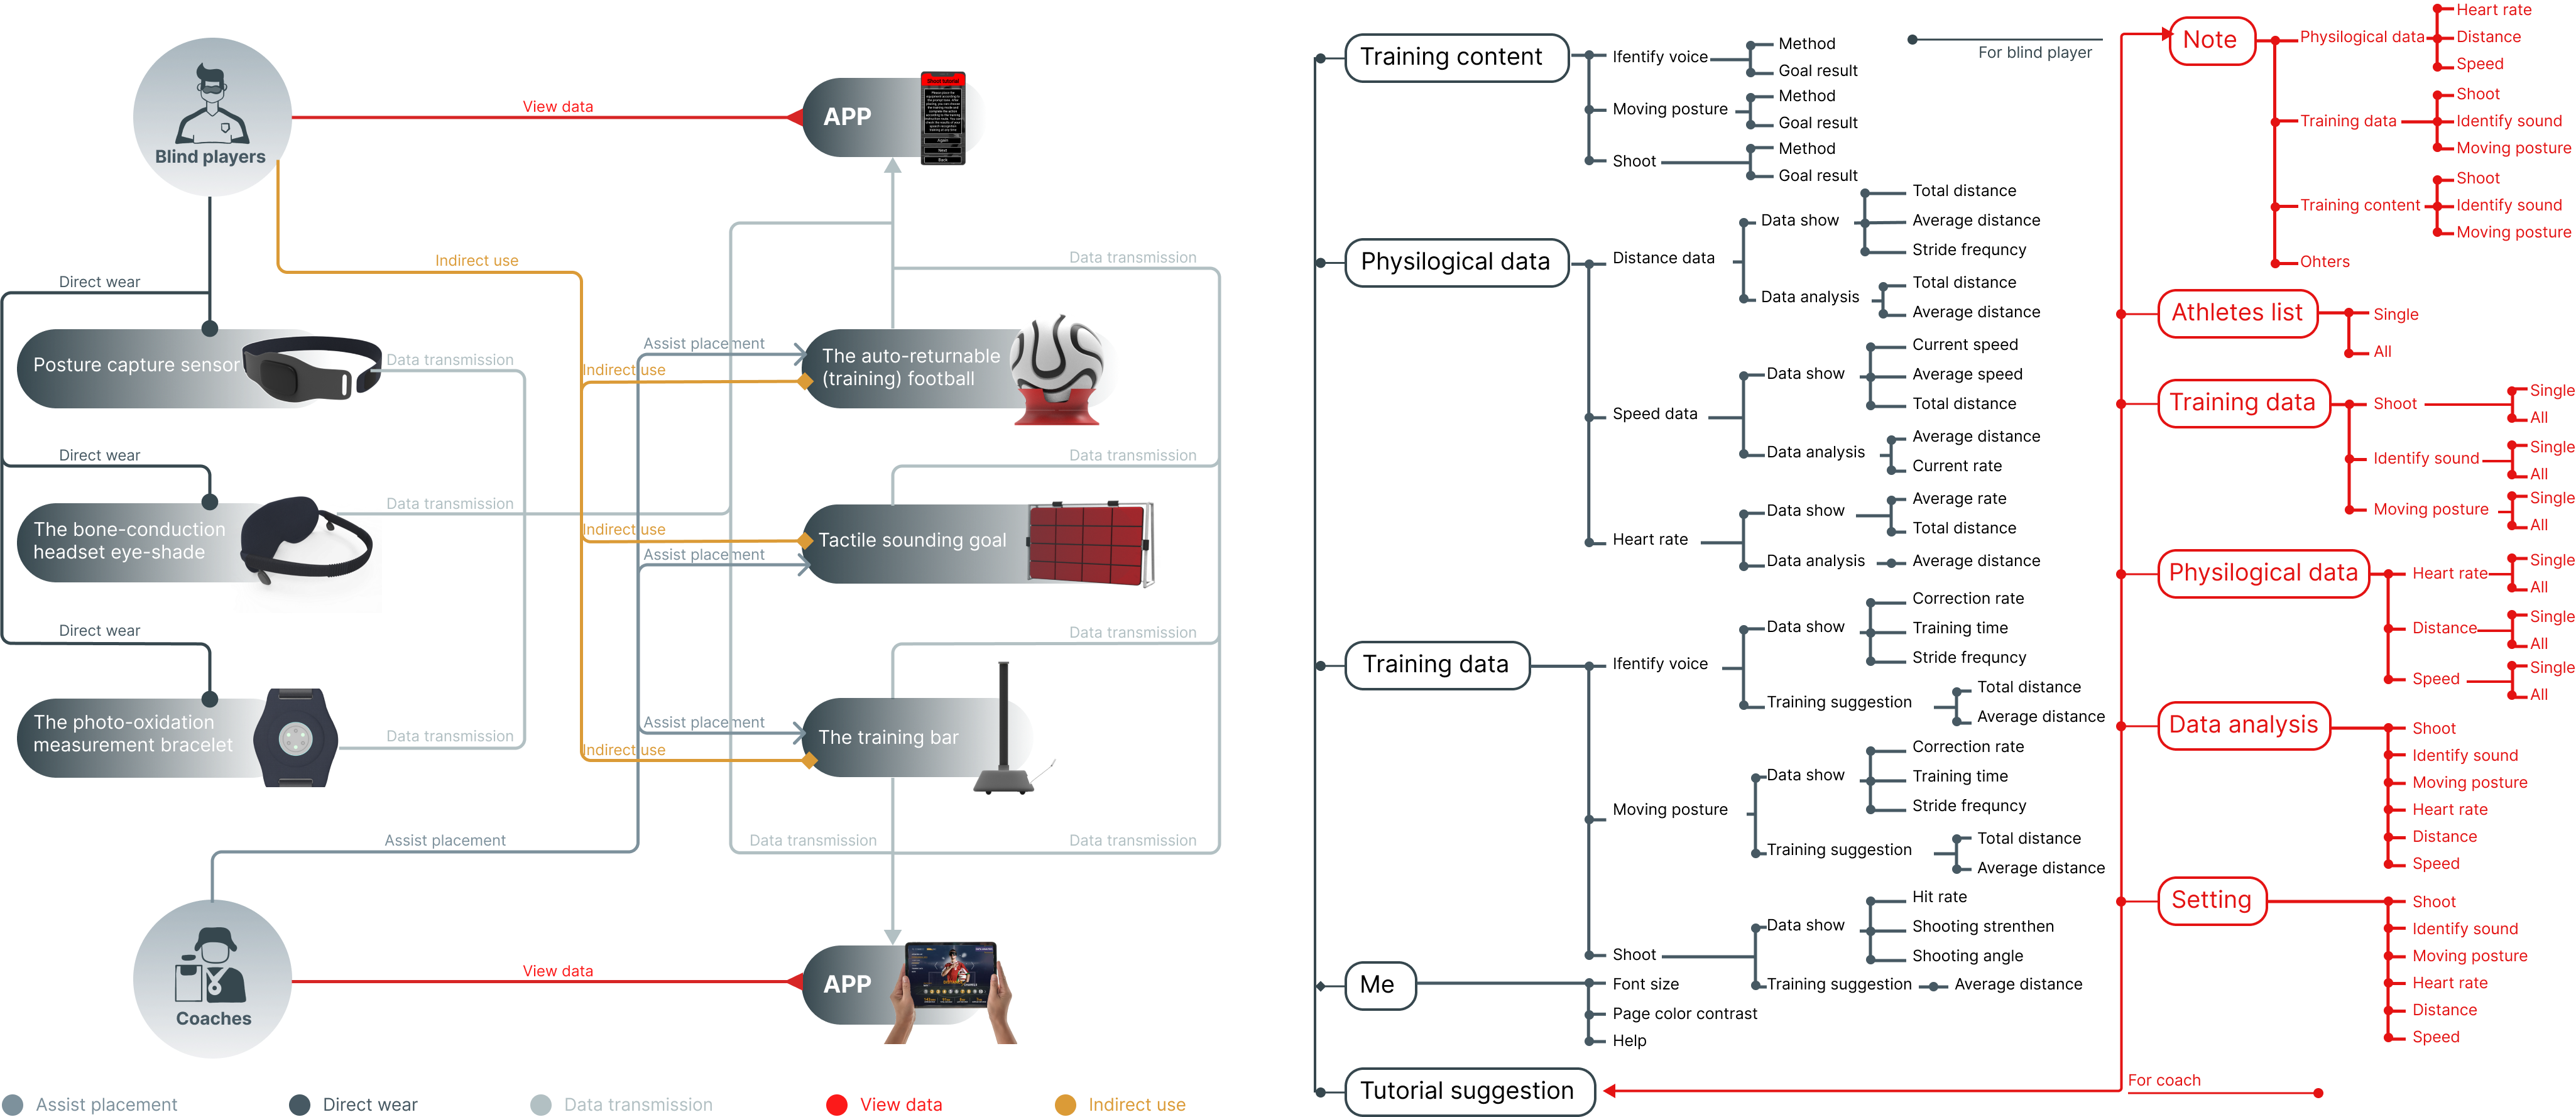 Blind players
View data
APP
Indirect use
Direct wear
Posture capture sensor
Data transmission
Direct wear
The bone-conduction
headset eye-shade
Data transmission
Direct wear
The photo-oxidation
measurement bracelet
Data transmission
Data transmission
Assist placement
The auto-returnable
(training) football
Indirect use
Data transmission
Indirect use
Tactile sounding goal
Assist placement
Data transmission
Assist placement
The training bar
Indirect use
Assist placement
Data transmission
Data transmission
Coaches
View data
APP
Assist placement
Direct wear
Data transmission
View data
Indirect use
For blind player
Training content
Ifentify voice
Method
Goal result
Moving posture
Method
Goal result
Shoot
Method
Goal result
Physilogical data
Distance data
Data show
Total distance
Average distance
Stride frequncy
Data analysis
Total distance
Average distance
Speed data
Data show
Current speed
Average speed
Total distance
Data analysis
Average distance
Current rate
Heart rate
Data show
Average rate
Total distance
Data analysis
Average distance
Training data
Ifentify voice
Data show
Correction rate
Training time
Stride frequncy
Training suggestion
Total distance
Average distance
Moving posture
Data show
Correction rate
Training time
Stride frequncy
Training suggestion
Total distance
Average distance
Shoot
Data show
Hit rate
Shooting strenthen
Shooting angle
Training suggestion
Average distance
Me
Font size
Page color contrast
Help
Tutorial suggestion
For coach
Note
Physilogical data
Heart rate
Distance
Speed
Training data
Shoot
Identify sound
Moving posture
Training content
Shoot
Identify sound
Moving posture
Ohters
Athletes list
Single
All
Training data
Shoot
Single
All
Identify sound
Single
All
Moving posture
Single
All
Physilogical data
Heart rate
Single
All
Distance
Single
All
Speed
Single
All
Data analysis
Shoot
Identify sound
Moving posture
Heart rate
Distance
Speed
Setting
Shoot
Identify sound
Moving posture
Heart rate
Distance
Speed